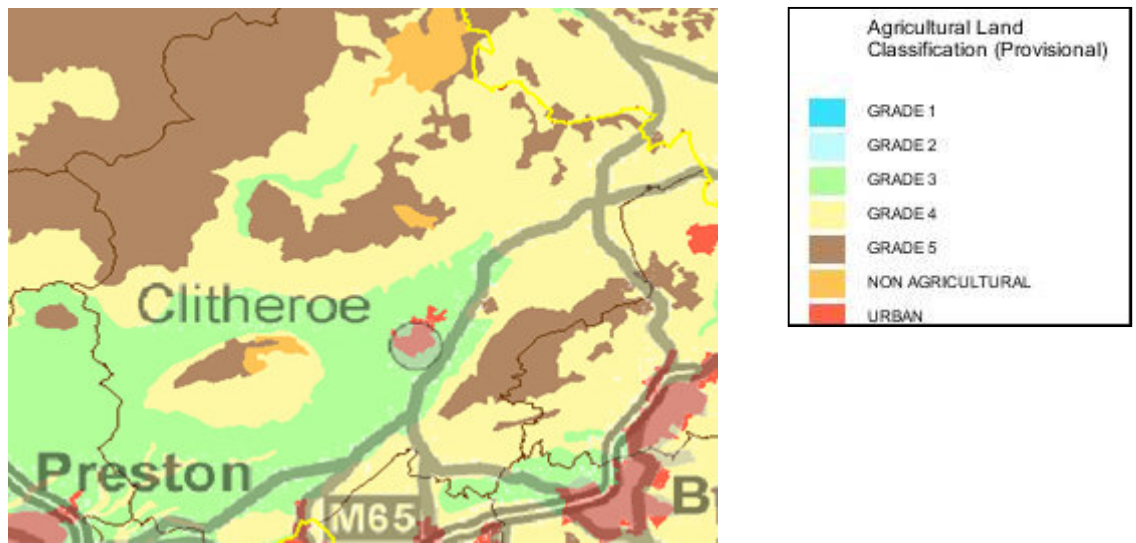 Clitheroe
Preston
M65
B
Agricultural Land
Classification (Provisional)
GRADE 1
GRADE 2
GRADE 3
GRADE 4
GRADE 5
NON AGRICULTURAL
URBAN